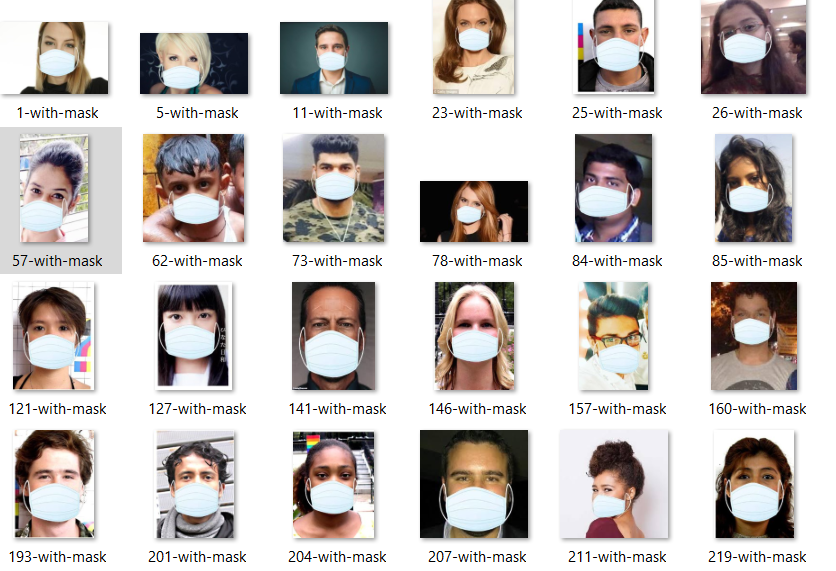 1-with-mask
5-with-mask
11-with-mask
23-with-mask
25-with-mask
26-with-mask
57-with-mask
62-with-mask
73-with-mask
78-with-mask
84-with-mask
85-with-mask
121-with-mask
127-with-mask
141-with-mask
146-with-mask
157-with-mask
160-with-mask
193-with-mask
201-with-mask
204-with-mask
207-with-mask
211-with-mask
219-with-mask